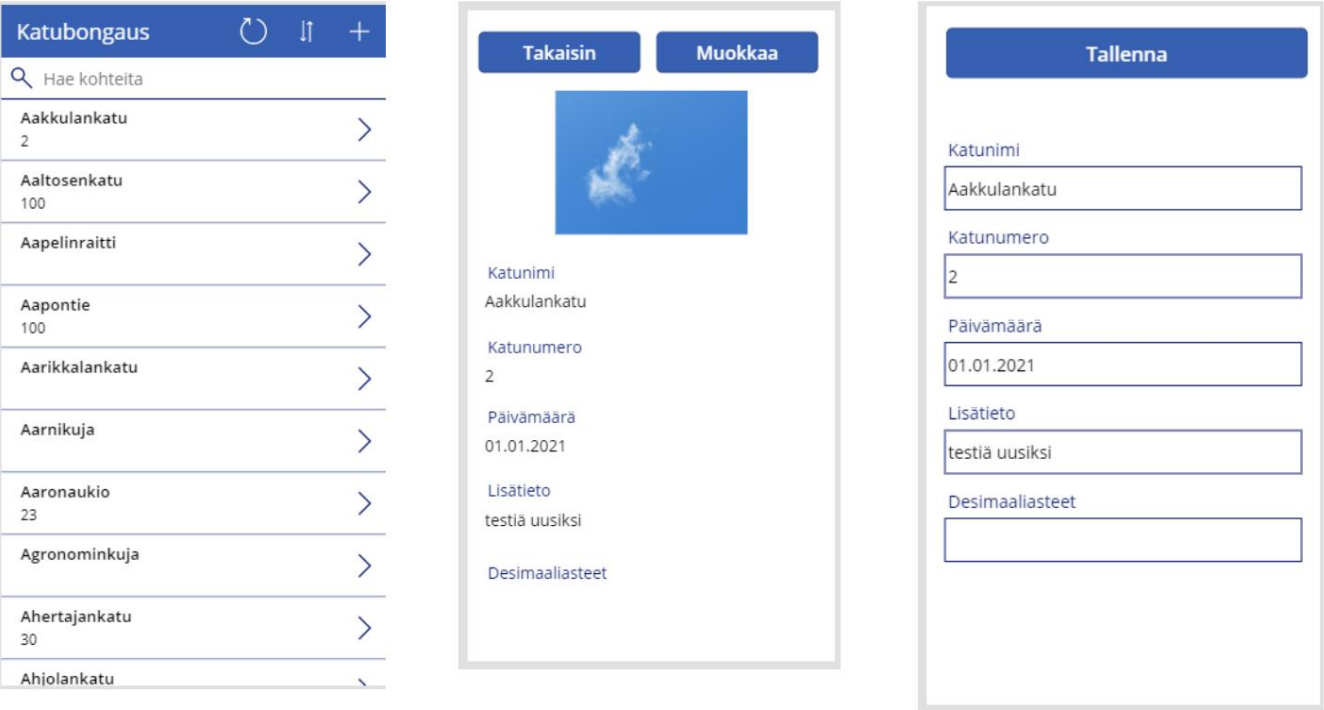 Katubongaus
Hae kohteita
Aakkulankatu
2
Aaltosenkatu
100
Aapelinraitti
Aapontie
100
Aarikkalankatu
Aarnikuja
Aaronaukio
23
Agronominkuja
Ahertajankatu
30
Ahjolankatu
Takaisin
Muokkaa
Katunimi
Aakkulankatu
Katunumero
2
Päivämäärä
01.01.2021
Lisätieto
testiä uusiksi
Desimaaliasteet
Tallenna
Katunimi
Aakkulankatu
Katunumero
2
Päivämäärä
01.01.2021
Lisätieto
testiä uusiksi
Desimaaliasteet